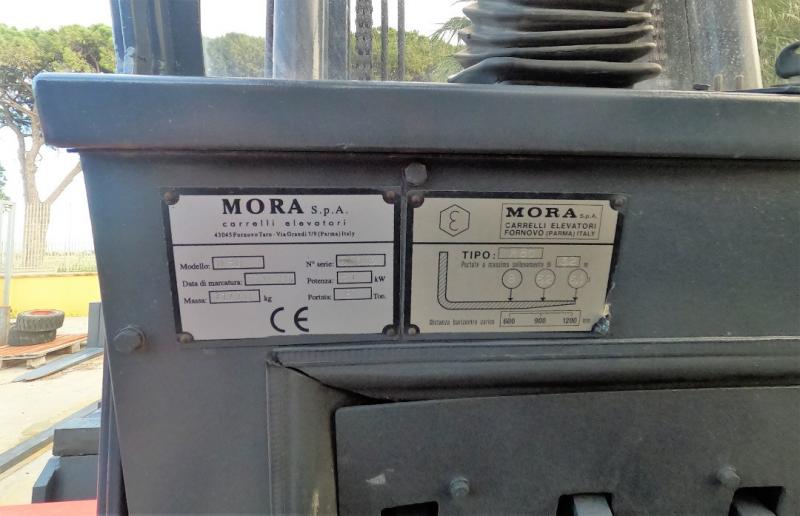 MORA S.p.A.
carrelli elevatori
43045 Fornovo Taro - Via Grandi 7/9 (Parma) Italy
Modello:
N° serie:
Data di marcatura:
Potenza: kW
Massa: kg
Portata: Ton.
CE
MORA S.p.A.
CARRELLI ELEVATORI
FORNOVO (PARMA) ITALY
TIPO:
Portate a massimo sollevamento di m
Distanza baricentro carico 600 900 1200 mm